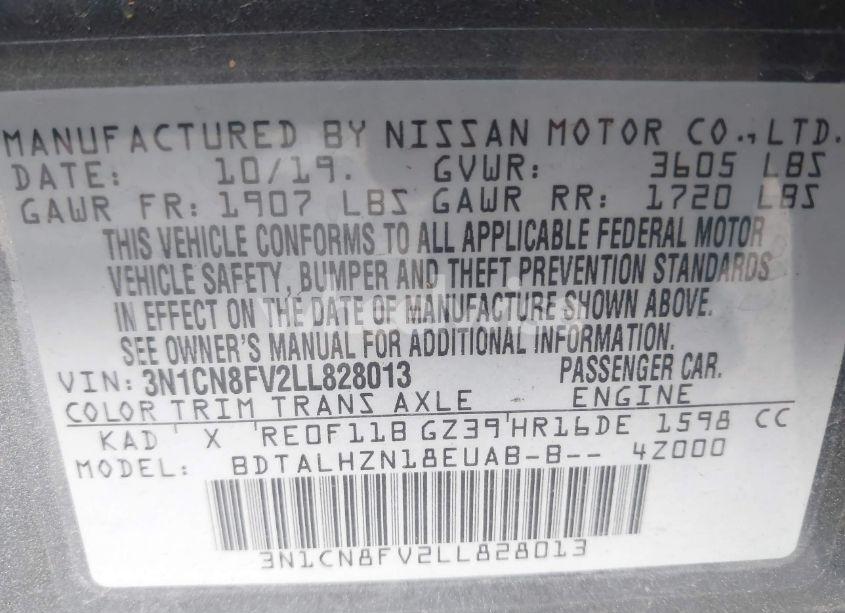 MANUFACTURED BY NISSAN MOTOR CO., LTD.
DATE: 10/19. GVWR: 3605 LBS
GAWR FR: 1907 LBS GAWR RR: 1720 LBS
THIS VEHICLE CONFORMS TO ALL APPLICABLE FEDERAL MOTOR
VEHICLE SAFETY, BUMPER AND THEFT PREVENTION STANDARDS
IN EFFECT ON THE DATE OF MANUFACTURE SHOWN ABOVE.
SEE OWNER'S MANUAL FOR ADDITIONAL INFORMATION.
VIN: 3N1CN8FV2LL828013 PASSENGER CAR.
COLOR TRIM TRANS AXLE ENGINE
KAD X RE0F11B GZ39 HR16DE 1598 CC
MODEL: BDTALHZN18EUAB-B-- 4Z000
3N1CN8FV2LL828013